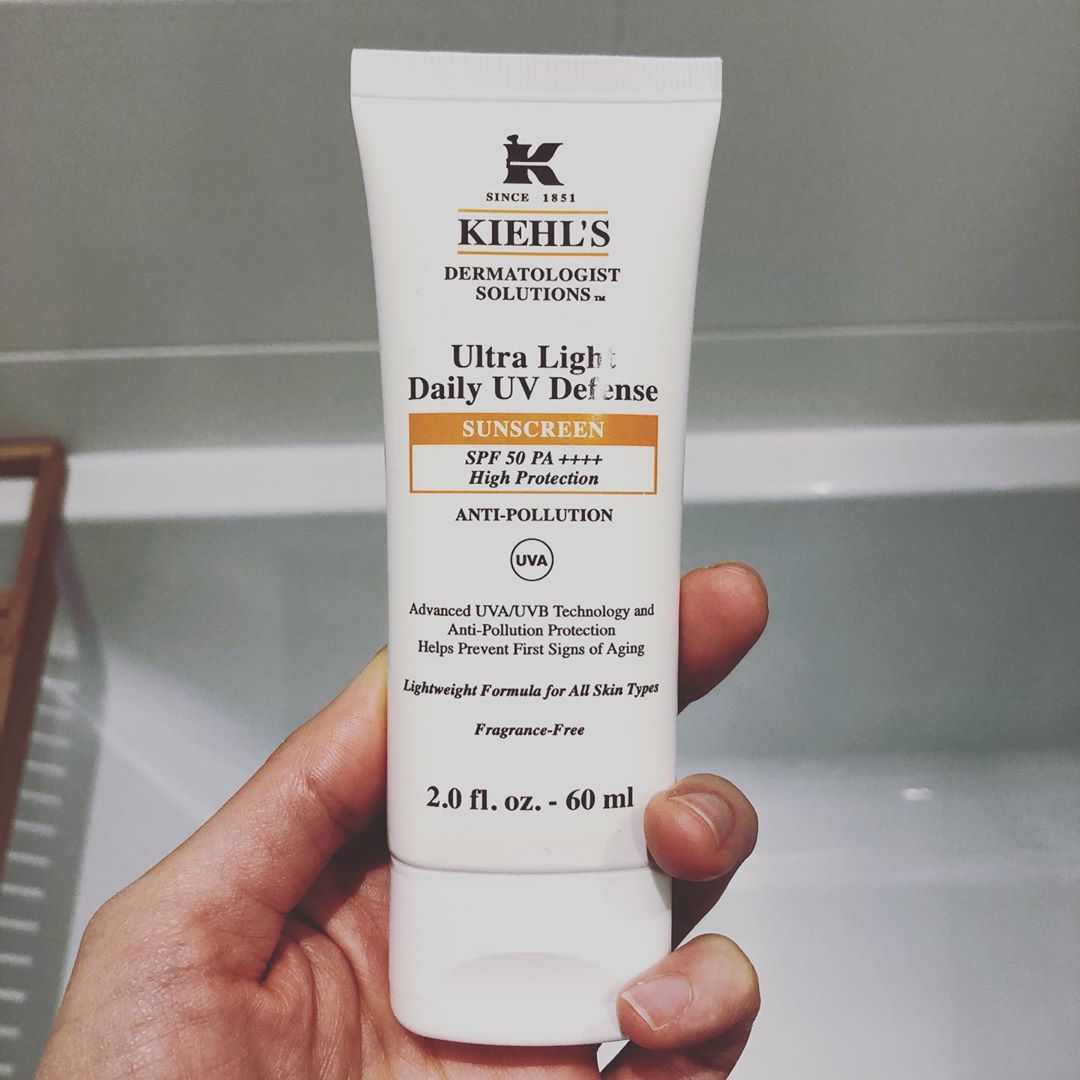 K
SINCE 1851
KIEHL'S
DERMATOLOGIST
SOLUTIONS™
Ultra Light
Daily UV Defense
SUNSCREEN
SPF 50 PA ++++
High Protection
ANTI-POLLUTION
UVA
Advanced UVA/UVB Technology and
Anti-Pollution Protection
Helps Prevent First Signs of Aging
Lightweight Formula for All Skin Types
Fragrance-Free
2.0 fl. oz. - 60 ml